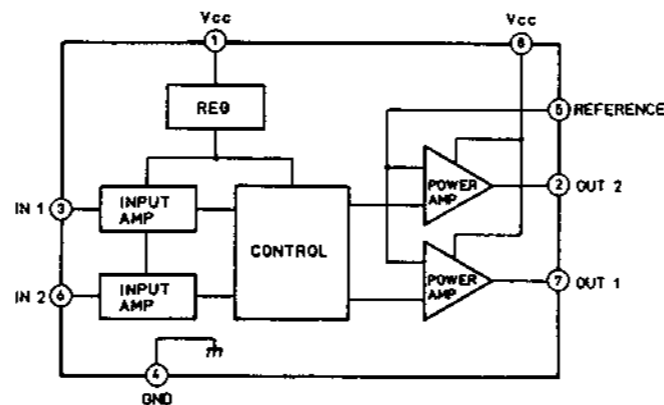 Vcc Vcc
1 8
REG
5 REFERENCE
IN 1 3 INPUT AMP
POWER AMP
2 OUT 2
CONTROL
IN 2 6 INPUT AMP
POWER AMP
7 OUT 1
4
GND